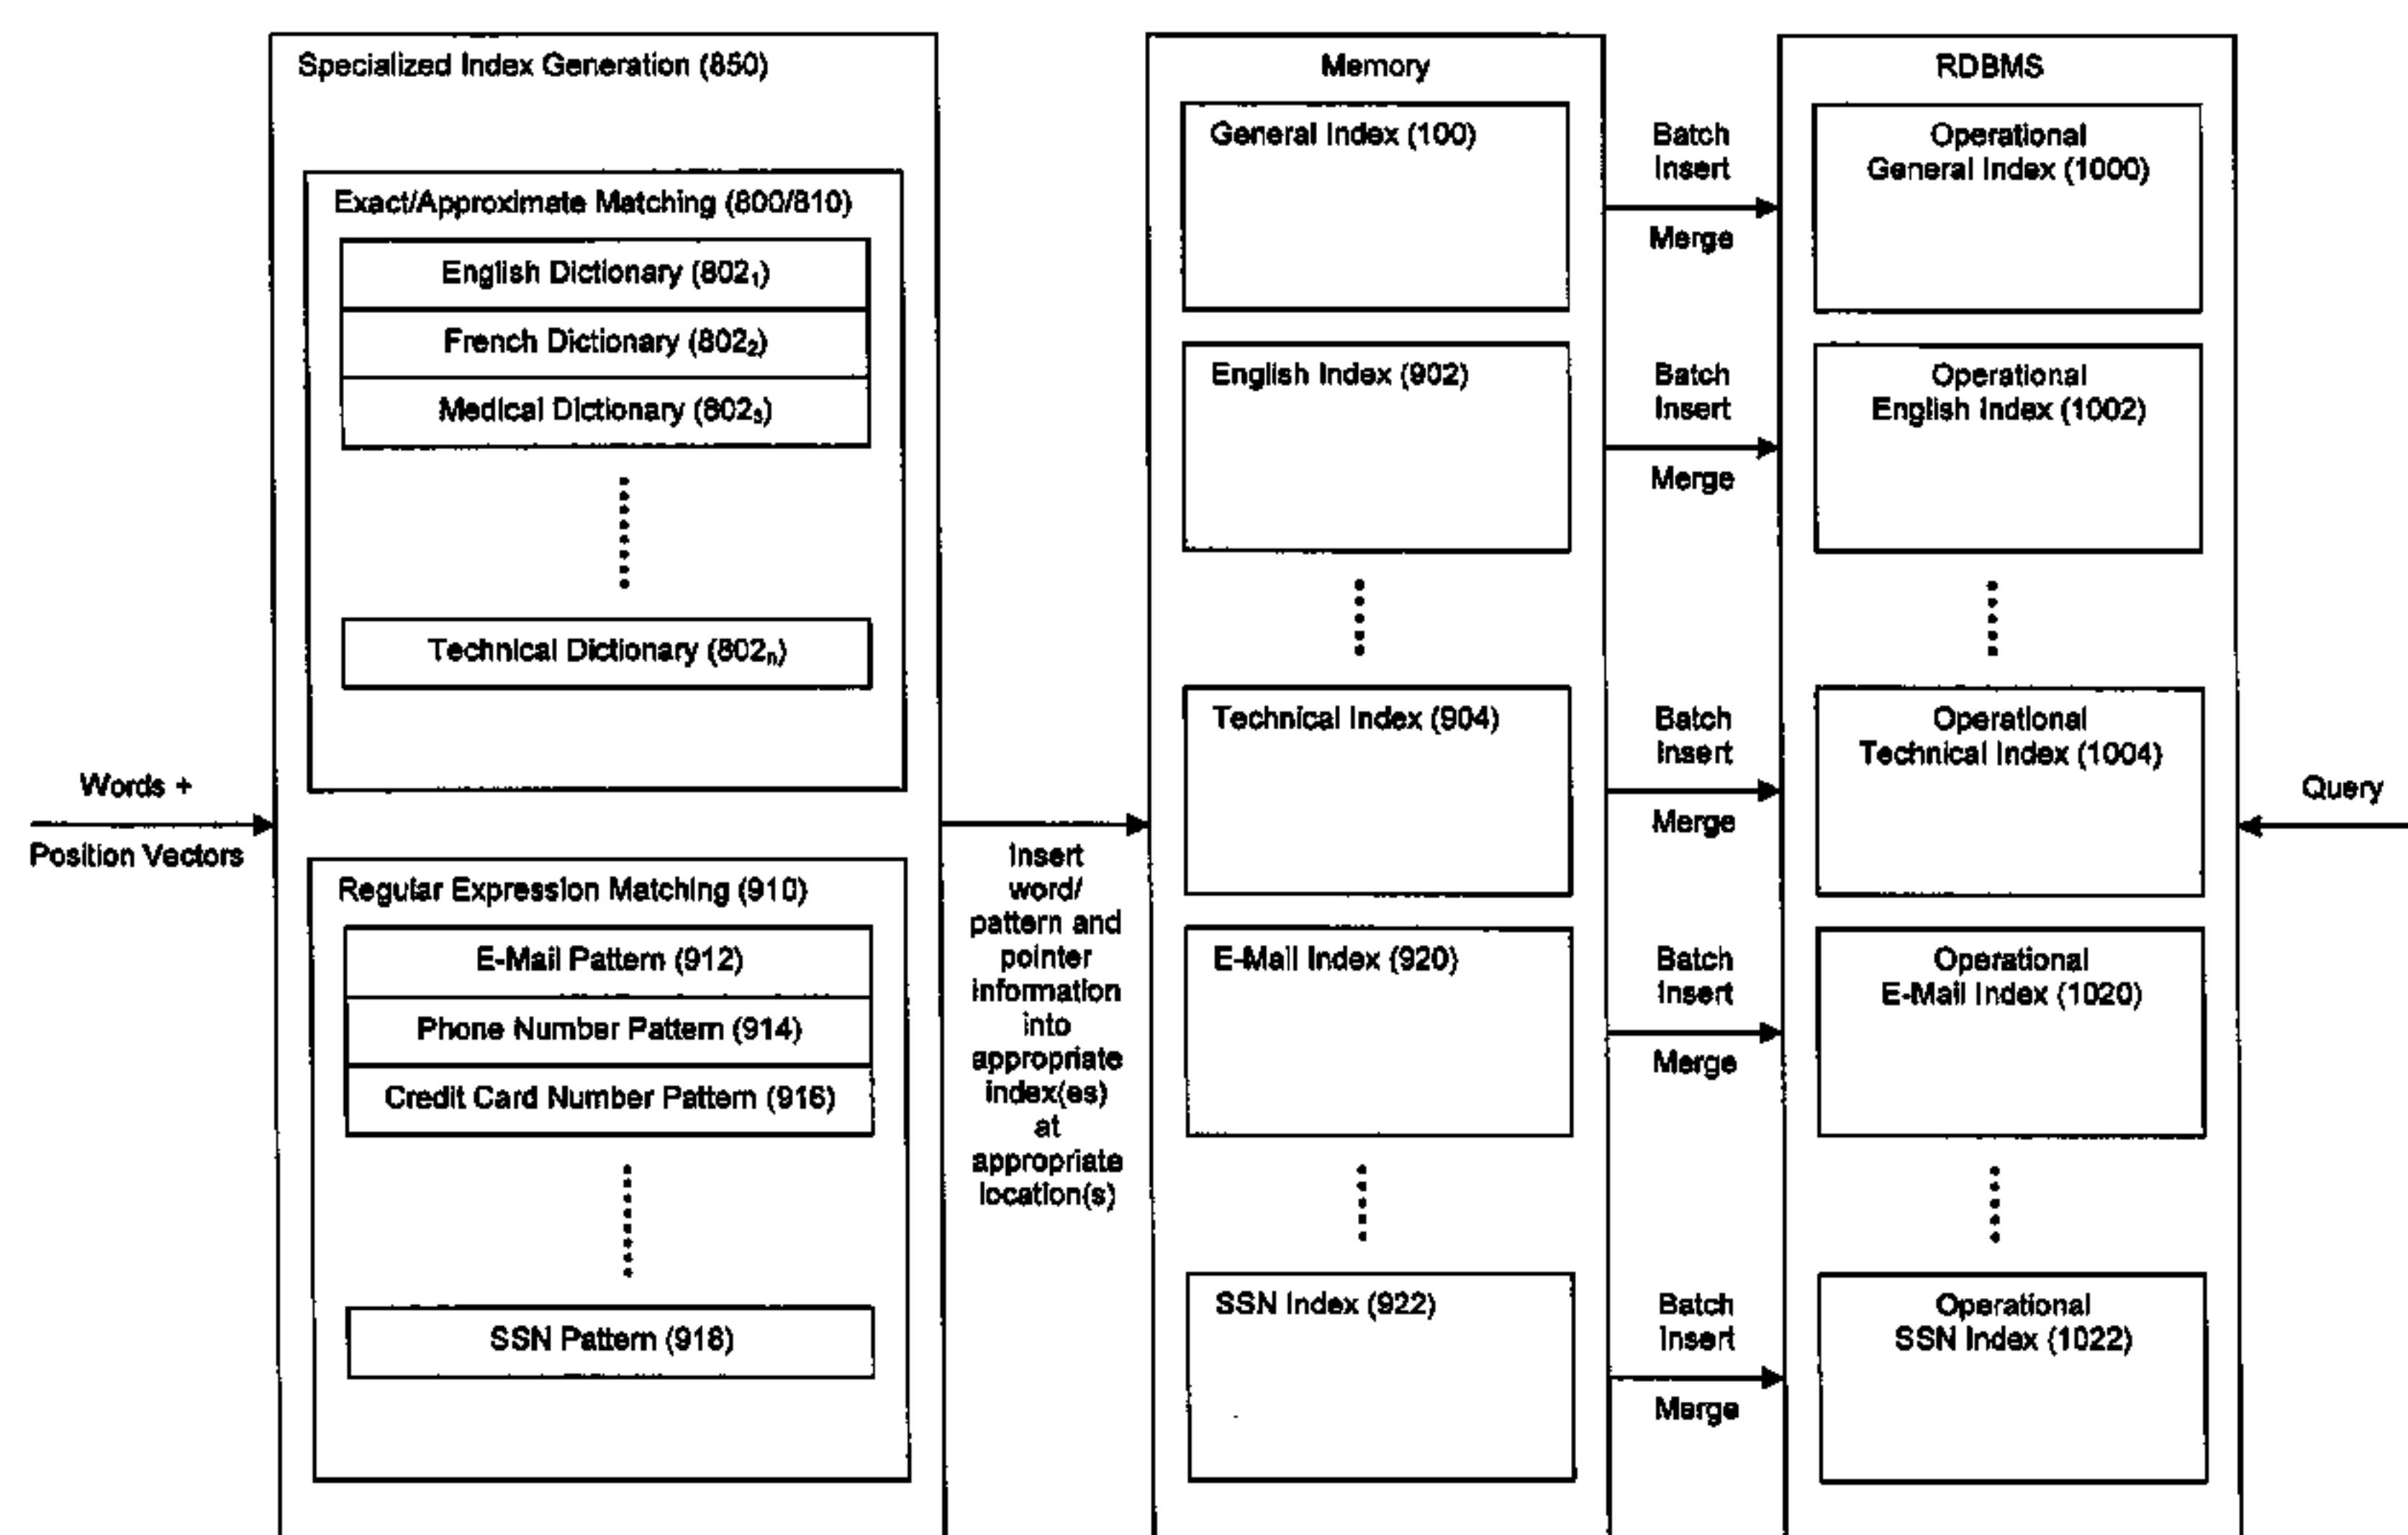 Specialized Index Generation (850)
Exact/Approximate Matching (800/810)
English Dictionary (802₁)
French Dictionary (802₂)
Medical Dictionary (802₃)
Technical Dictionary (802ₙ)
Words +
Position Vectors
Regular Expression Matching (910)
E-Mail Pattern (912)
Phone Number Pattern (914)
Credit Card Number Pattern (916)
SSN Pattern (918)
Insert
word/
pattern and
pointer
information
into
appropriate
index(es)
at
appropriate
location(s)
Memory
General Index (100)
English Index (902)
Technical Index (904)
E-Mail Index (920)
SSN Index (922)
Batch
Insert
Merge
Batch
Insert
Merge
Batch
Insert
Merge
Batch
Insert
Merge
Batch
Insert
Merge
RDBMS
Operational
General Index (1000)
Operational
English Index (1002)
Operational
Technical Index (1004)
Operational
E-Mail Index (1020)
Operational
SSN Index (1022)
Query